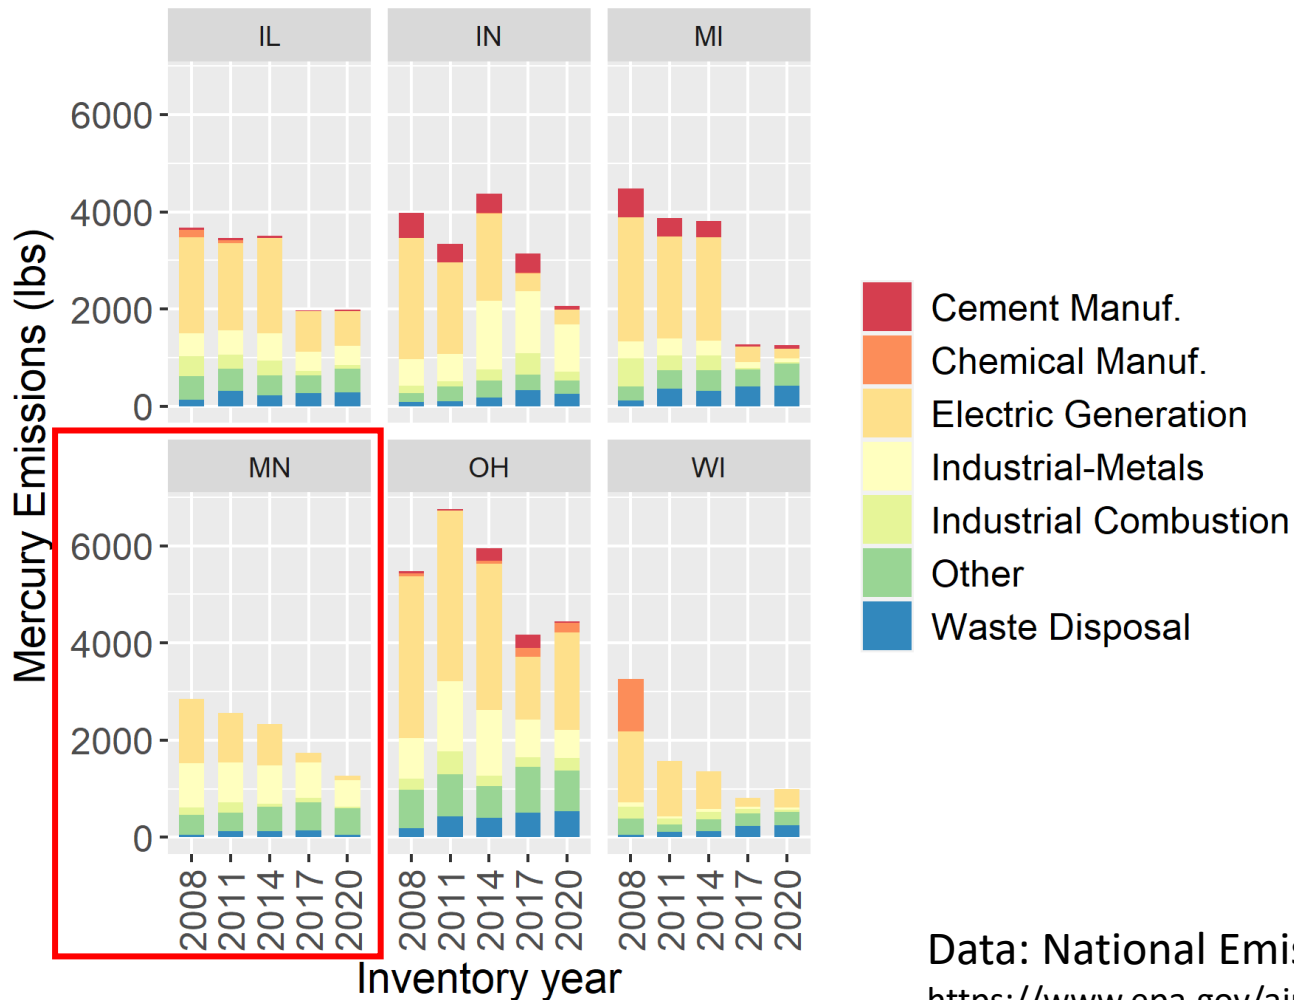 IL IN MI
6000
4000
2000
0
Mercury Emissions (lbs)
MN OH WI
6000
4000
2000
0
2008 2011 2014 2017 2020 2008 2011 2014 2017 2020 2008 2011 2014 2017 2020
Inventory year
Cement Manuf.
Chemical Manuf.
Electric Generation
Industrial-Metals
Industrial Combustion
Other
Waste Disposal
Data: National